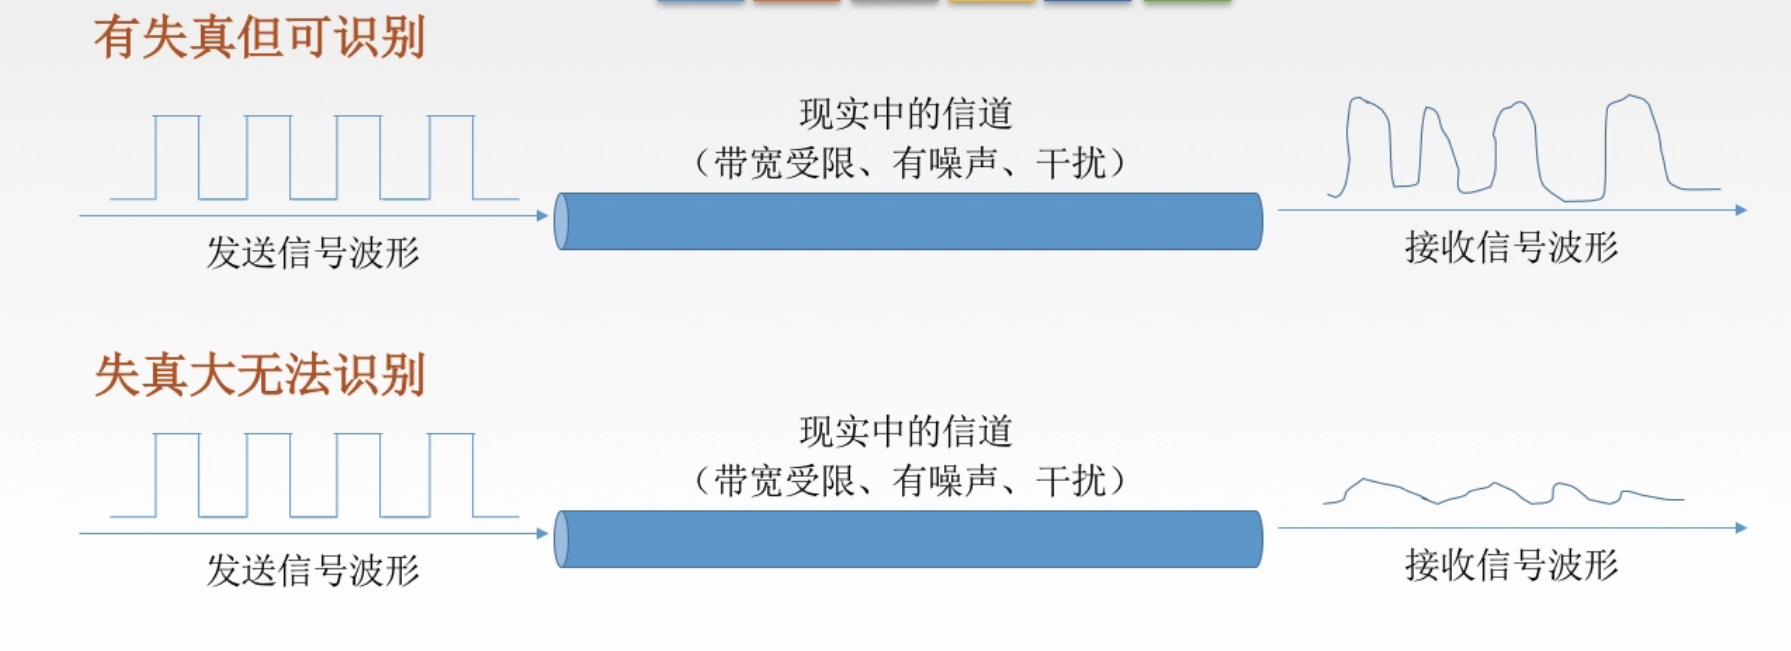 有失真但可识别
现实中的信道
（带宽受限、有噪声、干扰）
发送信号波形
接收信号波形
失真大无法识别
现实中的信道
（带宽受限、有噪声、干扰）
发送信号波形
接收信号波形